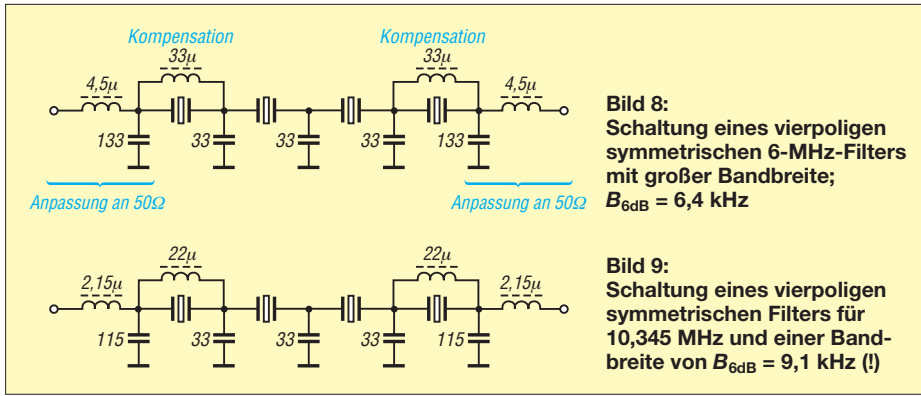 Kompensation Kompensation
33µ 33µ
4,5µ 4,5µ
133 33 33 33 133
Anpassung an 50Ω Anpassung an 50Ω
Bild 8:
Schaltung eines vierpoligen
symmetrischen 6-MHz-Filters
mit großer Bandbreite;
B6dB = 6,4 kHz
22µ 22µ
2,15µ 2,15µ
115 33 33 33 115
Bild 9:
Schaltung eines vierpoligen
symmetrischen Filters für
10,345 MHz und einer Band-
breite von B6dB = 9,1 kHz (!)